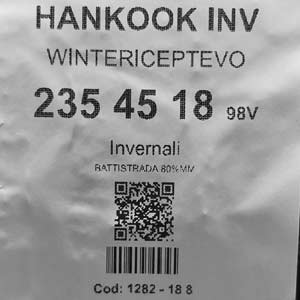 HANKOOK INV
WINTERICEPTEVO
235 45 18 98V
Invernali
BATTISTRADA 80%MM
Cod: 1282 - 18 8